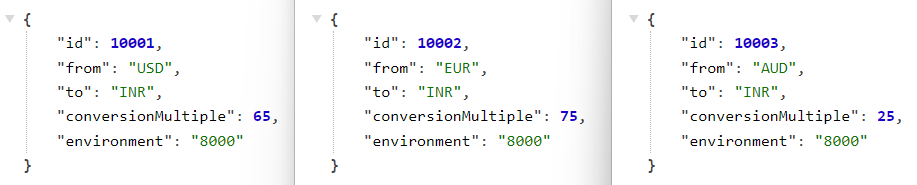 {
"id": 10001,
"from": "USD",
"to": "INR",
"conversionMultiple": 65,
"environment": "8000"
}
{
"id": 10002,
"from": "EUR",
"to": "INR",
"conversionMultiple": 75,
"environment": "8000"
}
{
"id": 10003,
"from": "AUD",
"to": "INR",
"conversionMultiple": 25,
"environment": "8000"
}